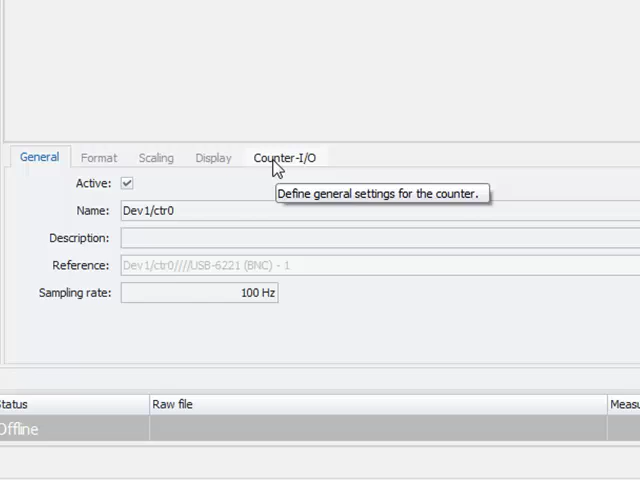 General Format Scaling Display Counter-I/O
Active:
Define general settings for the counter.
Name: Dev1/ctr0
Description:
Reference: Dev1/ctr0////USB-6221 (BNC) - 1
Sampling rate: 100 Hz
Status Raw file Measu
Offline